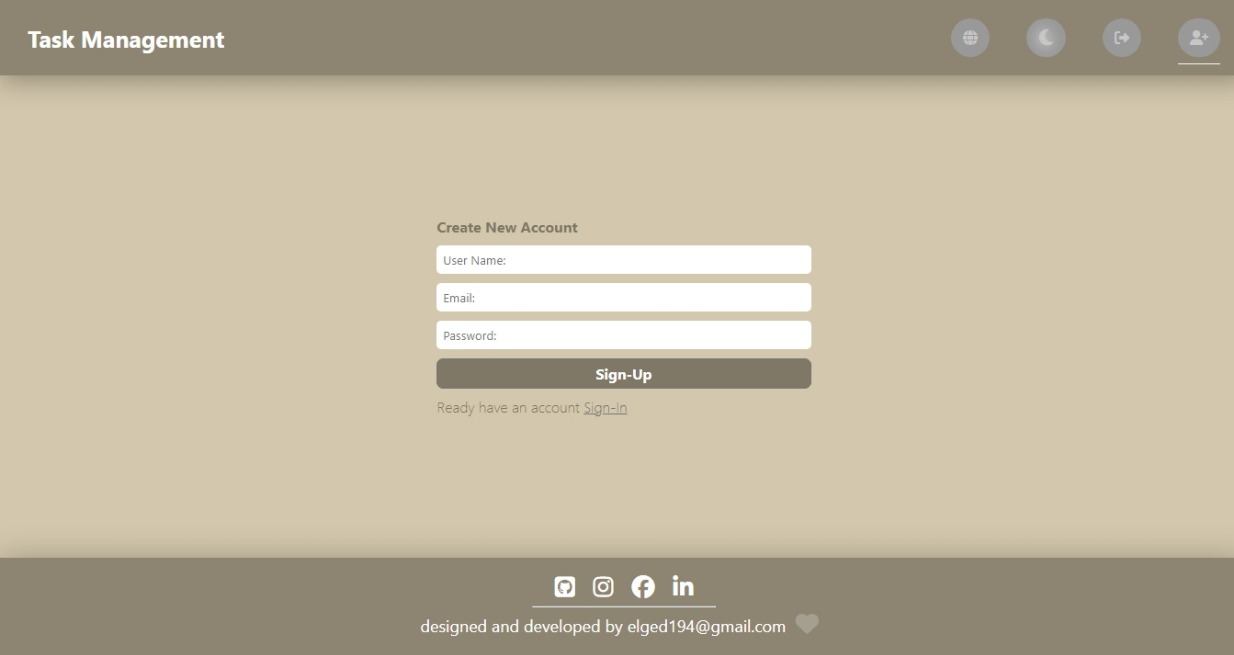 Task Management
Create New Account
User Name:
Email:
Password:
Sign-Up
Ready have an account Sign-In
in
designed and developed by elged194@gmail.com